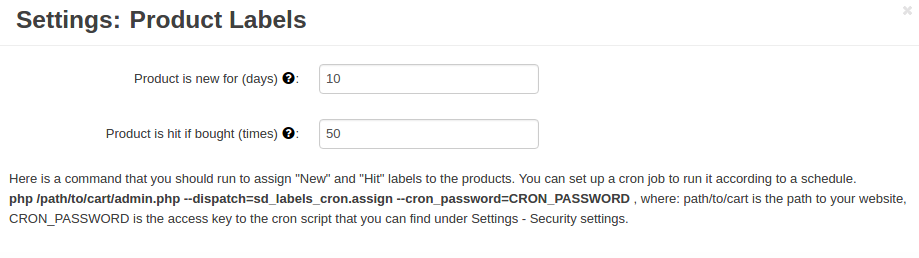 Settings: Product Labels
Product is new for (days) ?: 10
Product is hit if bought (times) ?: 50
Here is a command that you should run to assign "New" and "Hit" labels to the products. You can set up a cron job to run it according to a schedule.
php /path/to/cart/admin.php --dispatch=sd_labels_cron.assign --cron_password=CRON_PASSWORD , where: path/to/cart is the path to your website,
CRON_PASSWORD is the access key to the cron script that you can find under Settings - Security settings.